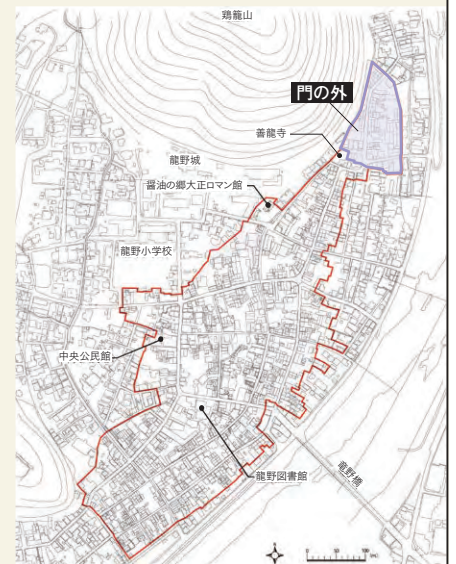 鶏籠山
門の外
善龍寺
龍野城
醤油の郷大正ロマン館
龍野小学校
中央公民館
龍野図書館
竜野橋